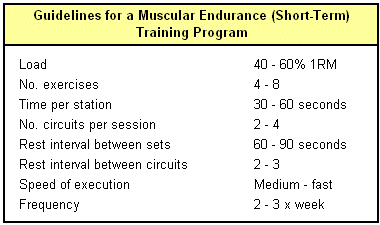 Guidelines for a Muscular Endurance (Short-Term)
Training Program
Load 40 - 60% 1RM
No. exercises 4 - 8
Time per station 30 - 60 seconds
No. circuits per session 2 - 4
Rest interval between sets 60 - 90 seconds
Rest interval between circuits 2 - 3
Speed of execution Medium - fast
Frequency 2 - 3 x week